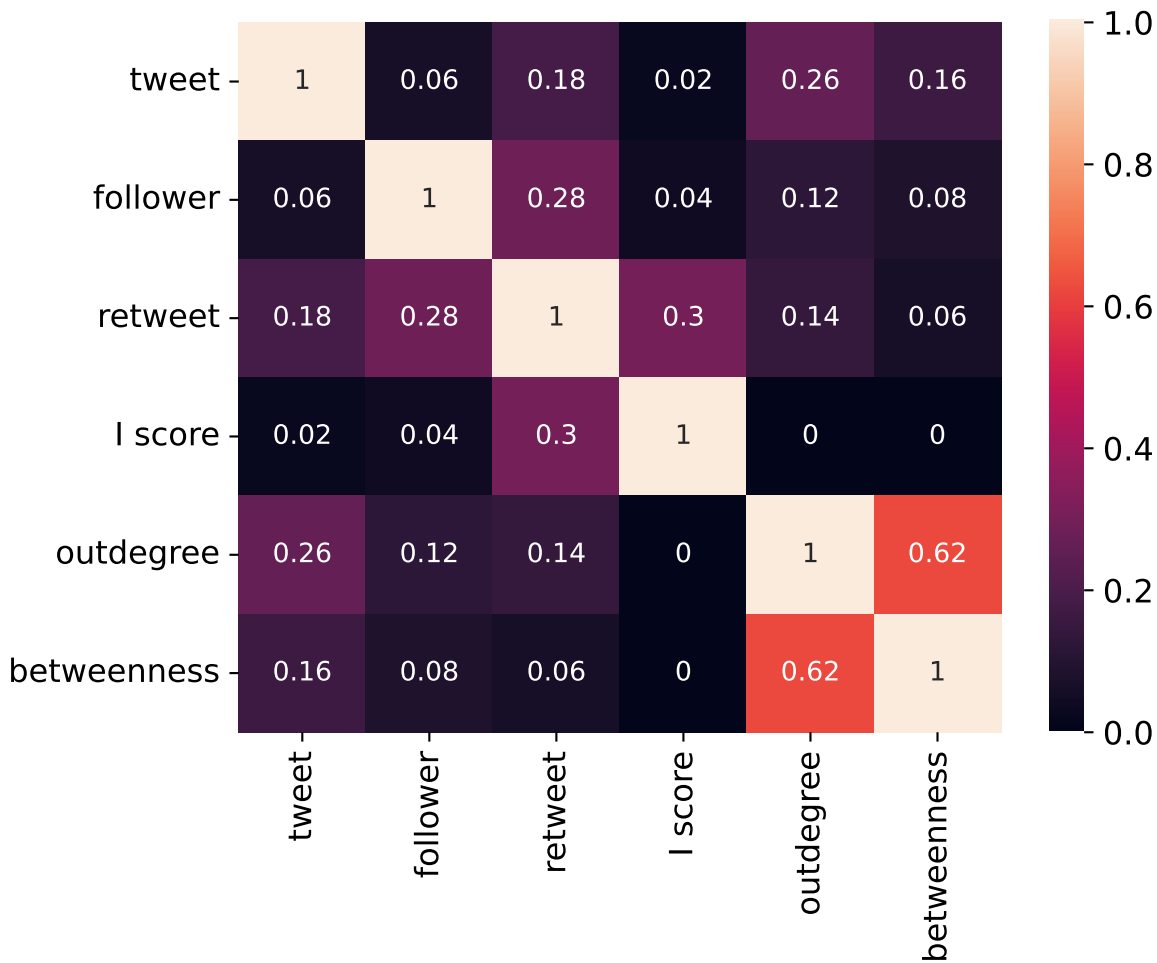 tweet 1 0.06 0.18 0.02 0.26 0.16
follower 0.06 1 0.28 0.04 0.12 0.08
retweet 0.18 0.28 1 0.3 0.14 0.06
I score 0.02 0.04 0.3 1 0 0
outdegree 0.26 0.12 0.14 0 1 0.62
betweenness 0.16 0.08 0.06 0 0.62 1
tweet
follower
retweet
I score
outdegree
betweenness
1.0
0.8
0.6
0.4
0.2
0.0